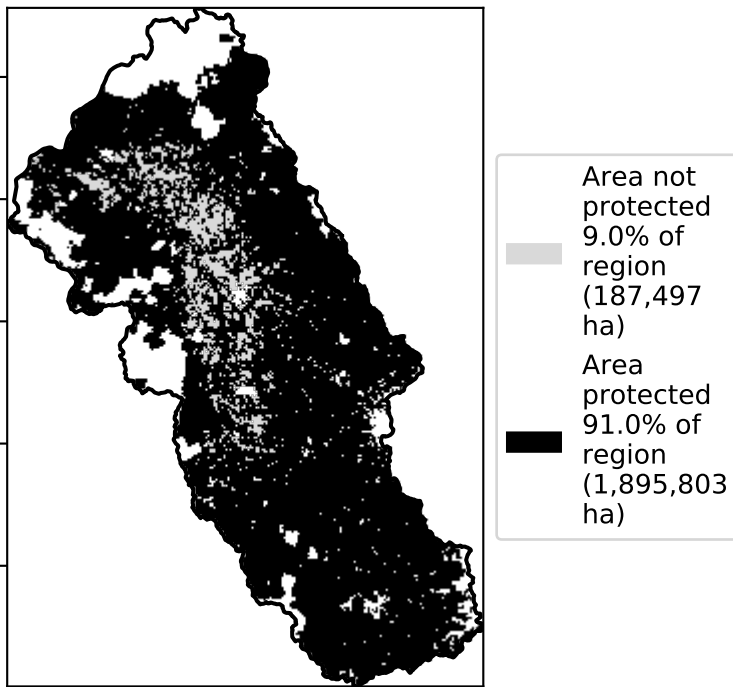 Area not
protected
9.0% of
region
(187,497
ha)
Area
protected
91.0% of
region
(1,895,803
ha)